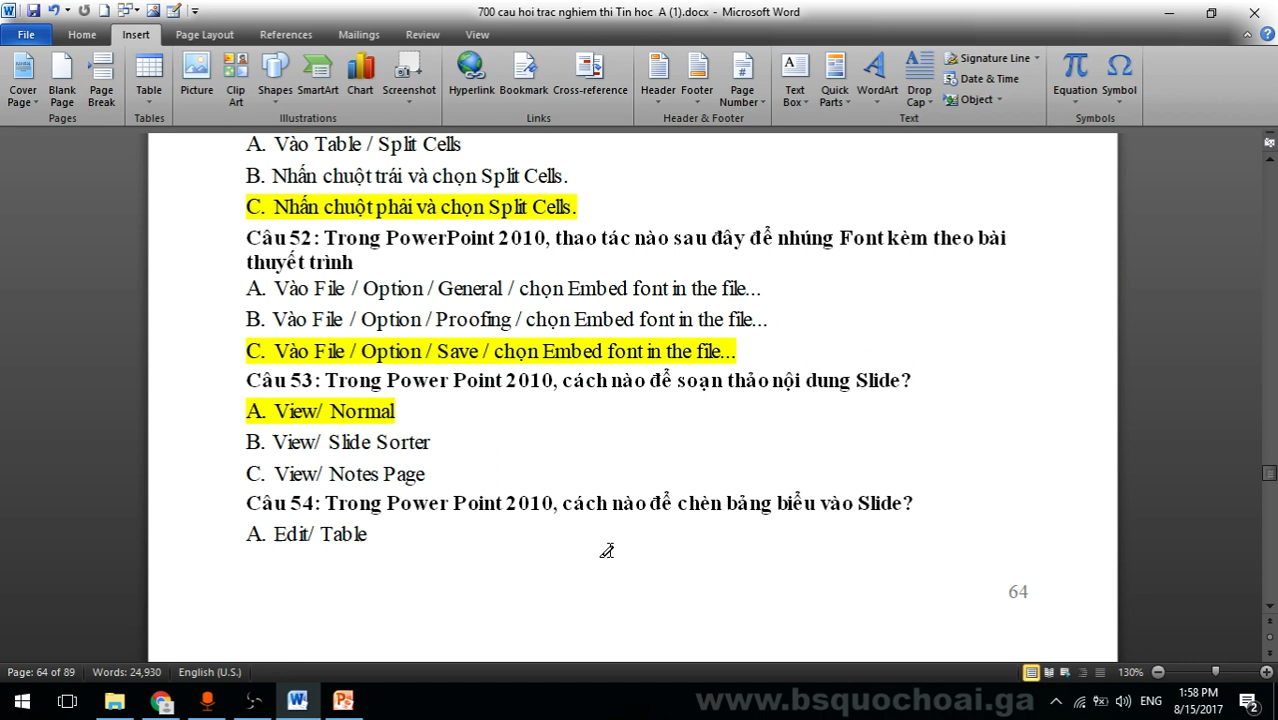 700 cau hoi trac nghiem thi Tin hoc A (1).docx - Microsoft Word
File Home Insert Page Layout References Mailings Review View
Cover Page Blank Page Page Break Table Picture Clip Art Shapes SmartArt Chart Screenshot Hyperlink Bookmark Cross-reference Header Footer Page Number Text Box Quick Parts WordArt Drop Cap Signature Line Date & Time Object Equation Symbol
Pages Tables Illustrations Links Header & Footer Text Symbols
A. Vào Table / Split Cells
B. Nhấn chuột trái và chọn Split Cells.
C. Nhấn chuột phải và chọn Split Cells.
Câu 52: Trong PowerPoint 2010, thao tác nào sau đây để nhúng Font kèm theo bài
thuyết trình
A. Vào File / Option / General / chọn Embed font in the file...
B. Vào File / Option / Proofing / chọn Embed font in the file...
C. Vào File / Option / Save / chọn Embed font in the file...
Câu 53: Trong Power Point 2010, cách nào để soạn thảo nội dung Slide?
A. View/ Normal
B. View/ Slide Sorter
C. View/ Notes Page
Câu 54: Trong Power Point 2010, cách nào để chèn bảng biểu vào Slide?
A. Edit/ Table
64
Page: 64 of 89 Words: 24,930 English (U.S.) 130%
www.bsquochoai.ga
ENG 1:58 PM
8/15/2017 2